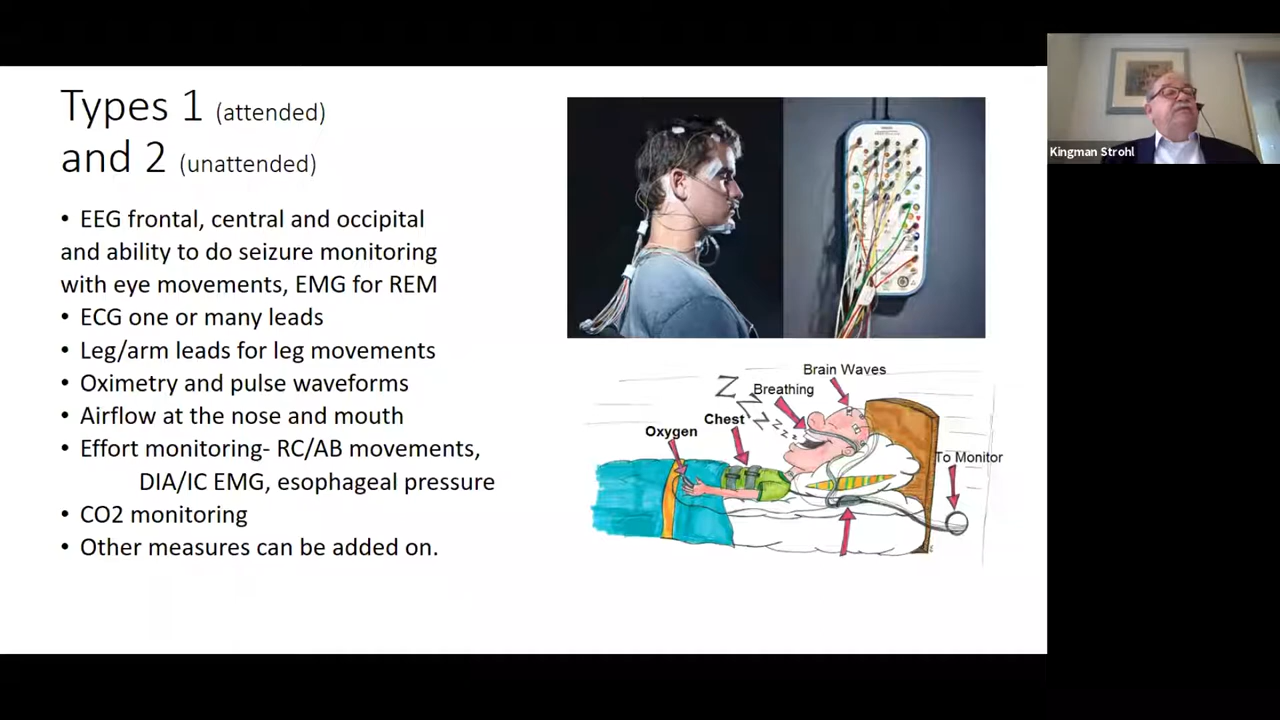 Types 1 (attended)
and 2 (unattended)
• EEG frontal, central and occipital
and ability to do seizure monitoring
with eye movements, EMG for REM
• ECG one or many leads
• Leg/arm leads for leg movements
• Oximetry and pulse waveforms
• Airflow at the nose and mouth
• Effort monitoring- RC/AB movements,
DIA/IC EMG, esophageal pressure
• CO2 monitoring
• Other measures can be added on.
Brain Waves
Breathing
Chest
Oxygen
To Monitor
Z Z Z z z z z
Kingman Strohl